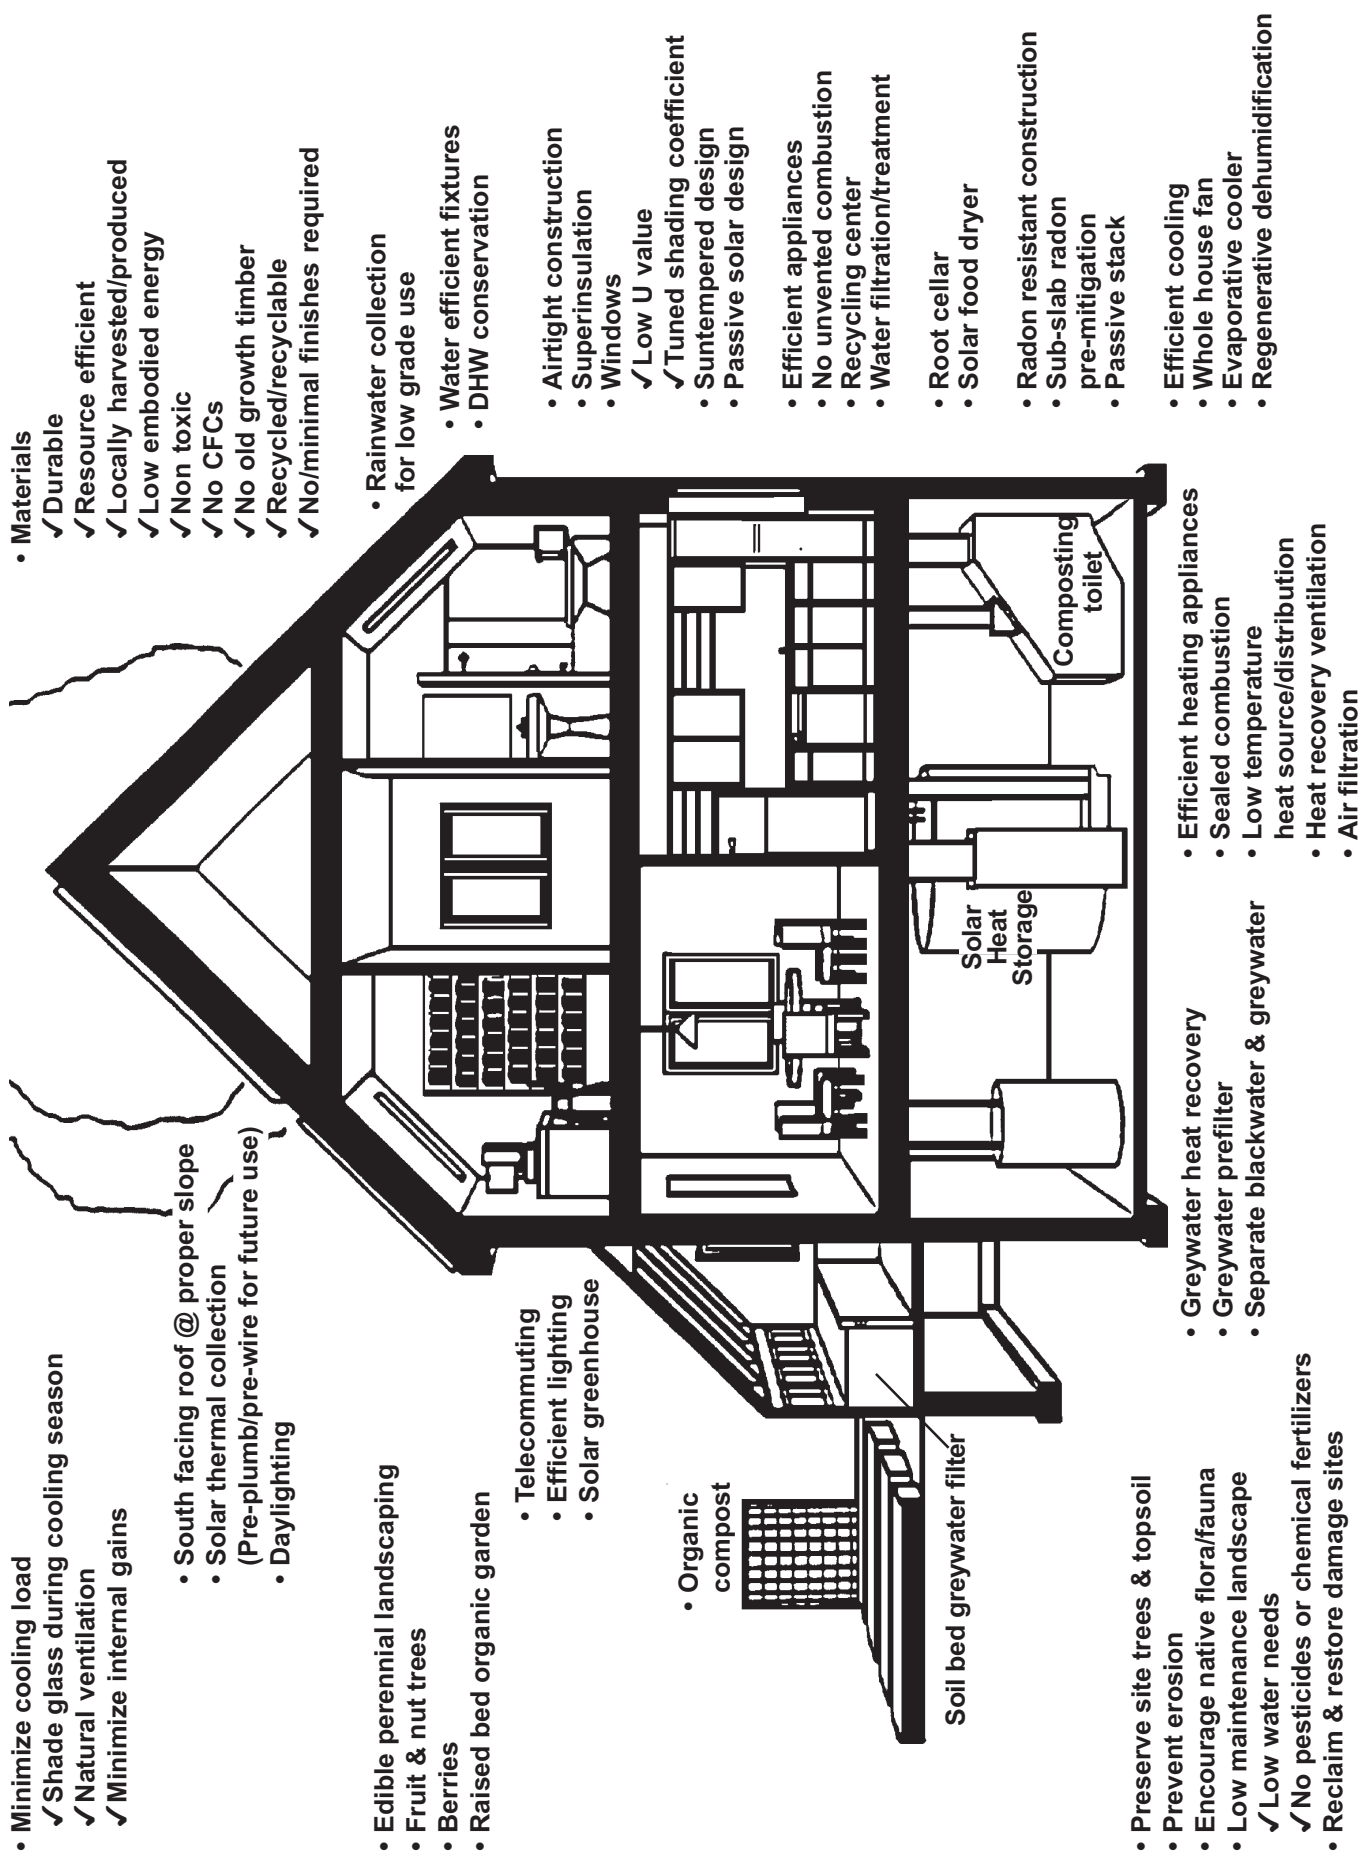 • Minimize cooling load
✓Shade glass during cooling season
✓Natural ventilation
✓Minimize internal gains
• South facing roof @ proper slope
• Solar thermal collection
(Pre-plumb/pre-wire for future use)
• Daylighting
• Edible perennial landscaping
• Fruit & nut trees
• Berries
• Raised bed organic garden
• Telecommuting
• Efficient lighting
• Solar greenhouse
• Organic
compost
Soil bed greywater filter
• Preserve site trees & topsoil
• Prevent erosion
• Encourage native flora/fauna
• Low maintenance landscape
✓Low water needs
✓No pesticides or chemical fertilizers
• Reclaim & restore damage sites
• Greywater heat recovery
• Greywater prefilter
• Separate blackwater & greywater
Solar
Heat
Storage
Composting
toilet
• Efficient heating appliances
• Sealed combustion
• Low temperature
heat source/distribution
• Heat recovery ventilation
• Air filtration
• Materials
✓Durable
✓Resource efficient
✓Locally harvested/produced
✓Low embodied energy
✓Non toxic
✓No CFCs
✓No old growth timber
✓Recycled/recyclable
✓No/minimal finishes required
• Rainwater collection
for low grade use
• Water efficient fixtures
• DHW conservation
• Airtight construction
• Superinsulation
• Windows
✓Low U value
✓Tuned shading coefficient
• Suntempered design
• Passive solar design
• Efficient appliances
• No unvented combustion
• Recycling center
• Water filtration/treatment
• Root cellar
• Solar food dryer
• Radon resistant construction
• Sub-slab radon
pre-mitigation
• Passive stack
• Efficient cooling
• Whole house fan
• Evaporative cooler
• Regenerative dehumidification